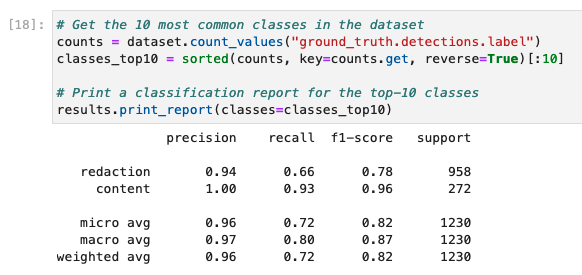 [18]: # Get the 10 most common classes in the dataset
counts = dataset.count_values("ground_truth.detections.label")
classes_top10 = sorted(counts, key=counts.get, reverse=True)[:10]
# Print a classification report for the top-10 classes
results.print_report(classes=classes_top10)
precision recall f1-score support
redaction 0.94 0.66 0.78 958
content 1.00 0.93 0.96 272
micro avg 0.96 0.72 0.82 1230
macro avg 0.97 0.80 0.87 1230
weighted avg 0.96 0.72 0.82 1230